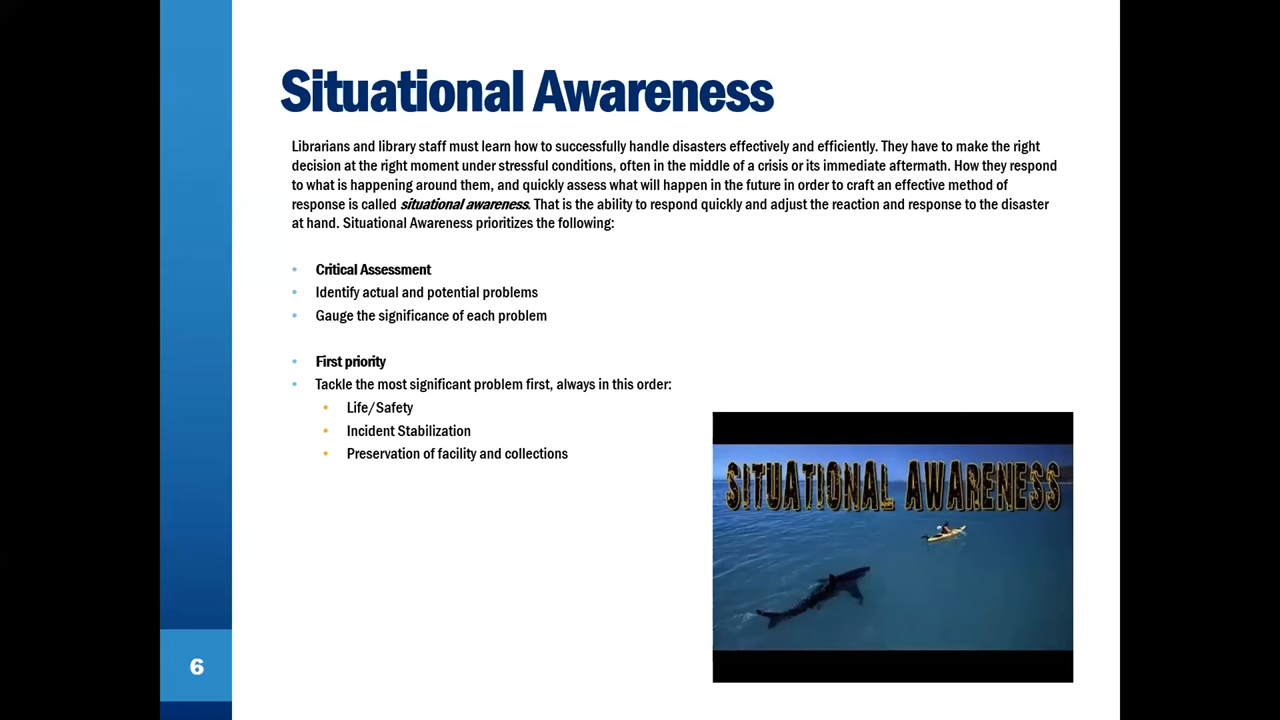 Situational Awareness
Librarians and library staff must learn how to successfully handle disasters effectively and efficiently. They have to make the right
decision at the right moment under stressful conditions, often in the middle of a crisis or its immediate aftermath. How they respond
to what is happening around them, and quickly assess what will happen in the future in order to craft an effective method of
response is called situational awareness. That is the ability to respond quickly and adjust the reaction and response to the disaster
at hand. Situational Awareness prioritizes the following:
• Critical Assessment
• Identify actual and potential problems
• Gauge the significance of each problem
• First priority
• Tackle the most significant problem first, always in this order:
• Life/Safety
• Incident Stabilization
• Preservation of facility and collections
SITUATIONAL AWARENESS
6